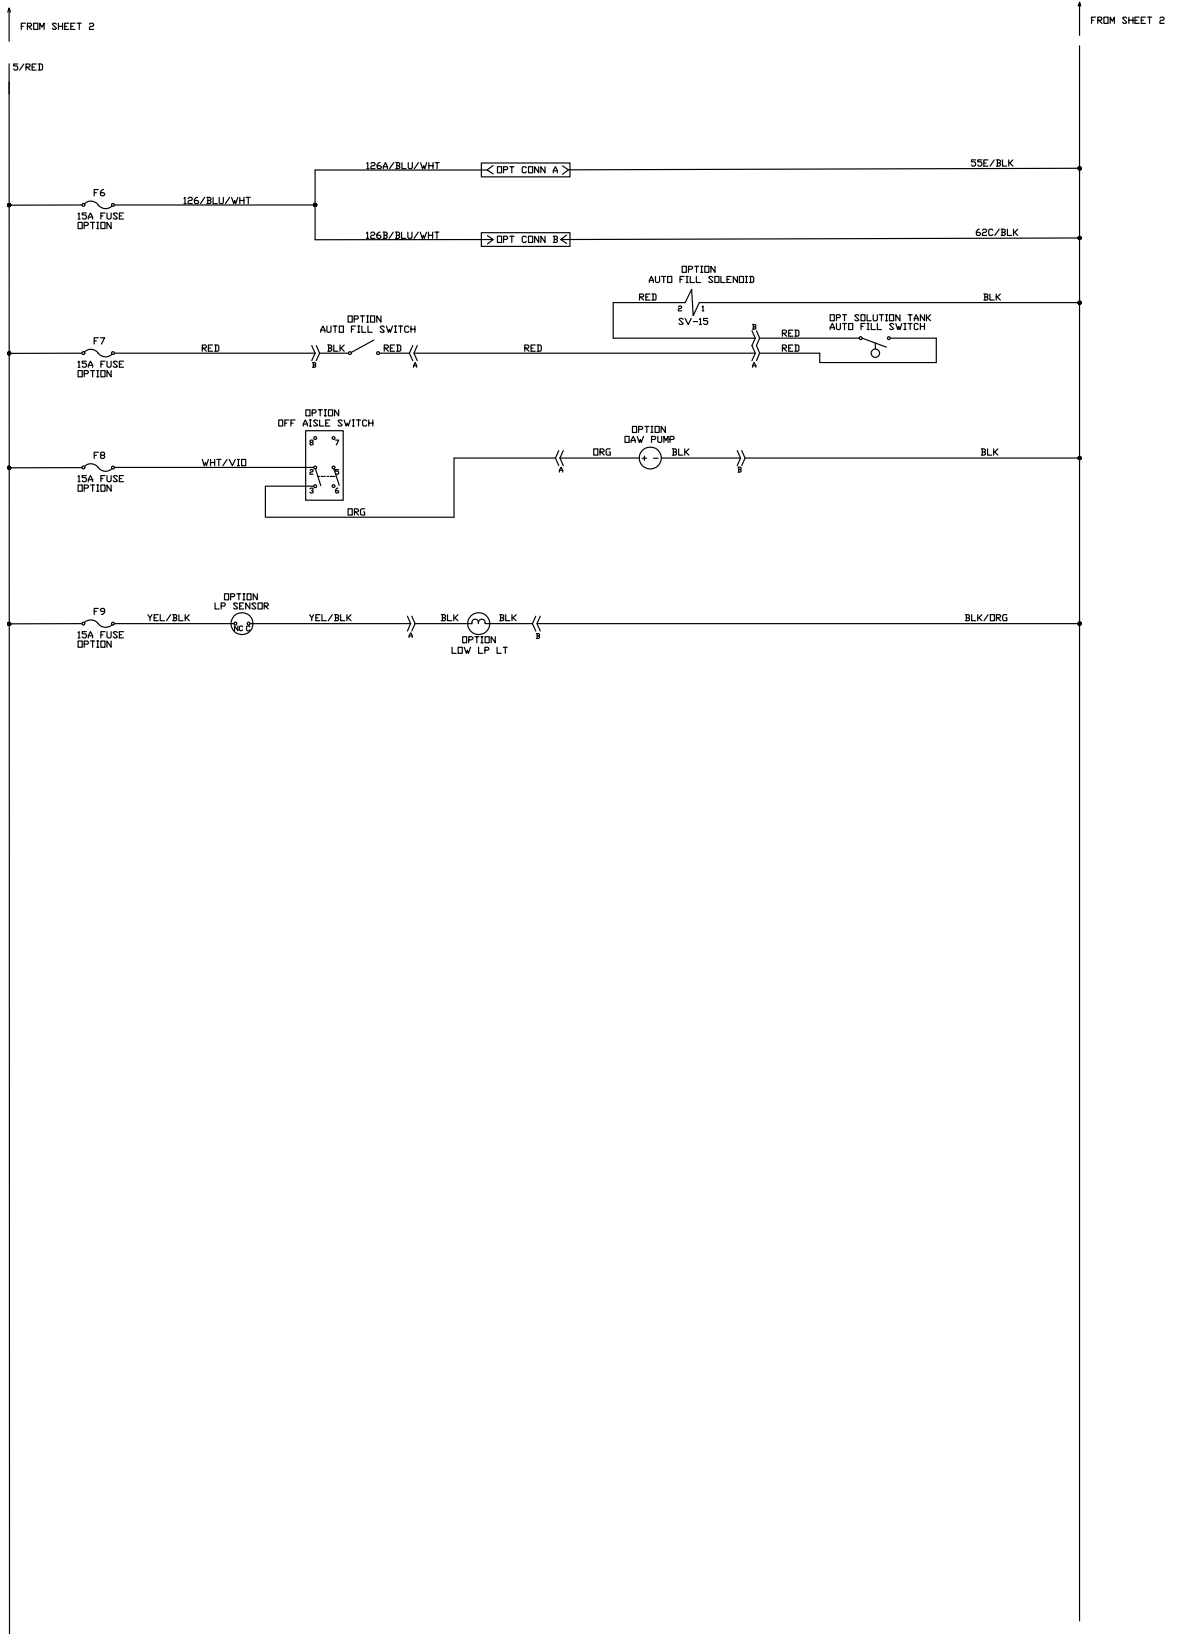 FROM SHEET 2
FROM SHEET 2
5/RED
126A/BLU/WHT
OPT CONN A
55E/BLK
F6
126/BLU/WHT
15A FUSE
OPTION
126B/BLU/WHT
OPT CONN B
62C/BLK
OPTION
AUTO FILL SOLENOID
RED
2
1
BLK
SV-15
OPTION
AUTO FILL SWITCH
OPT SOLUTION TANK
AUTO FILL SWITCH
F7
RED
B
BLK
RED
A
RED
B
RED
RED
A
15A FUSE
OPTION
OPTION
OFF AISLE SWITCH
8
7
2
5
3
6
F8
WHT/VIO
15A FUSE
OPTION
ORG
OPTION
OAW PUMP
A
ORG
+ -
BLK
B
BLK
OPTION
LP SENSOR
F9
YEL/BLK
NC C
YEL/BLK
A
BLK
BLK
B
BLK/ORG
15A FUSE
OPTION
OPTION
LOW LP LT